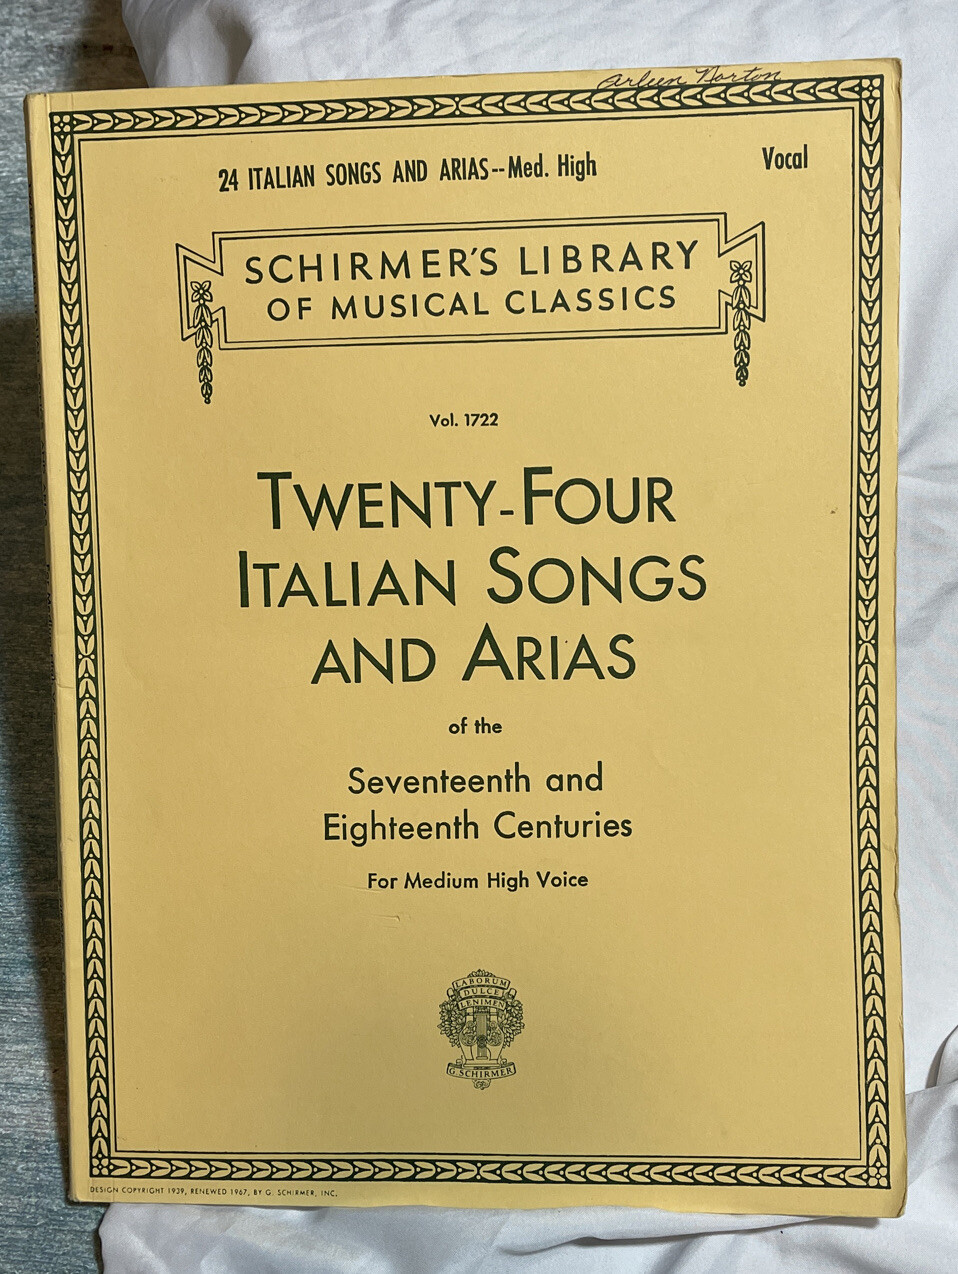 Arleen Norton
24 ITALIAN SONGS AND ARIAS--Med. High
Vocal
SCHIRMER'S LIBRARY
OF MUSICAL CLASSICS
Vol. 1722
TWENTY-FOUR
ITALIAN SONGS
AND ARIAS
of the
Seventeenth and
Eighteenth Centuries
For Medium High Voice
LABORUM
DULCE
LENIMEN
G. SCHIRMER
DESIGN COPYRIGHT 1939, RENEWED 1967, BY G. SCHIRMER, INC.